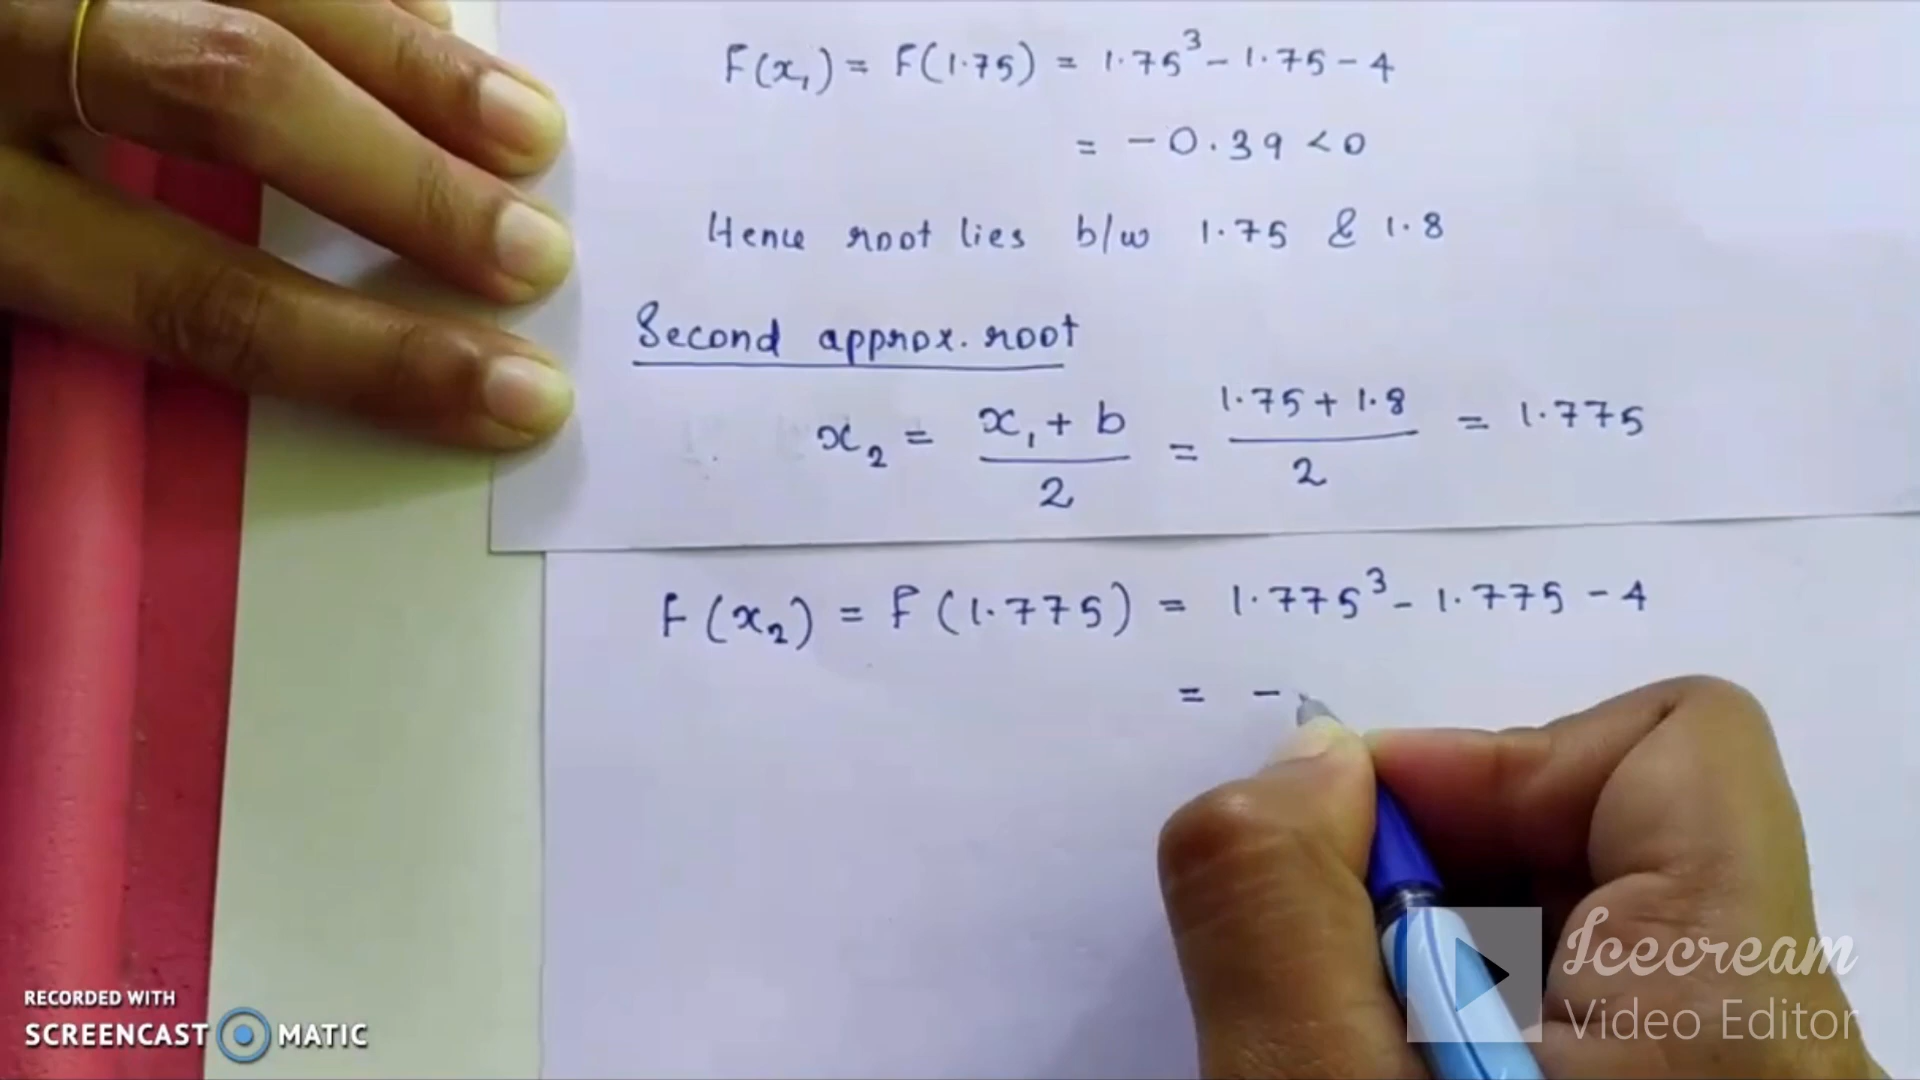 F(x₁) = F(1.75) = 1.75³ - 1.75 - 4
= -0.39 < 0
Hence root lies b/w 1.75 & 1.8
Second approx. root
x₂ = (x₁ + b)/2 = (1.75 + 1.8)/2 = 1.775
F(x₂) = F(1.775) = 1.775³ - 1.775 - 4
= -
Icecream
Video Editor
RECORDED WITH
SCREENCAST MATIC